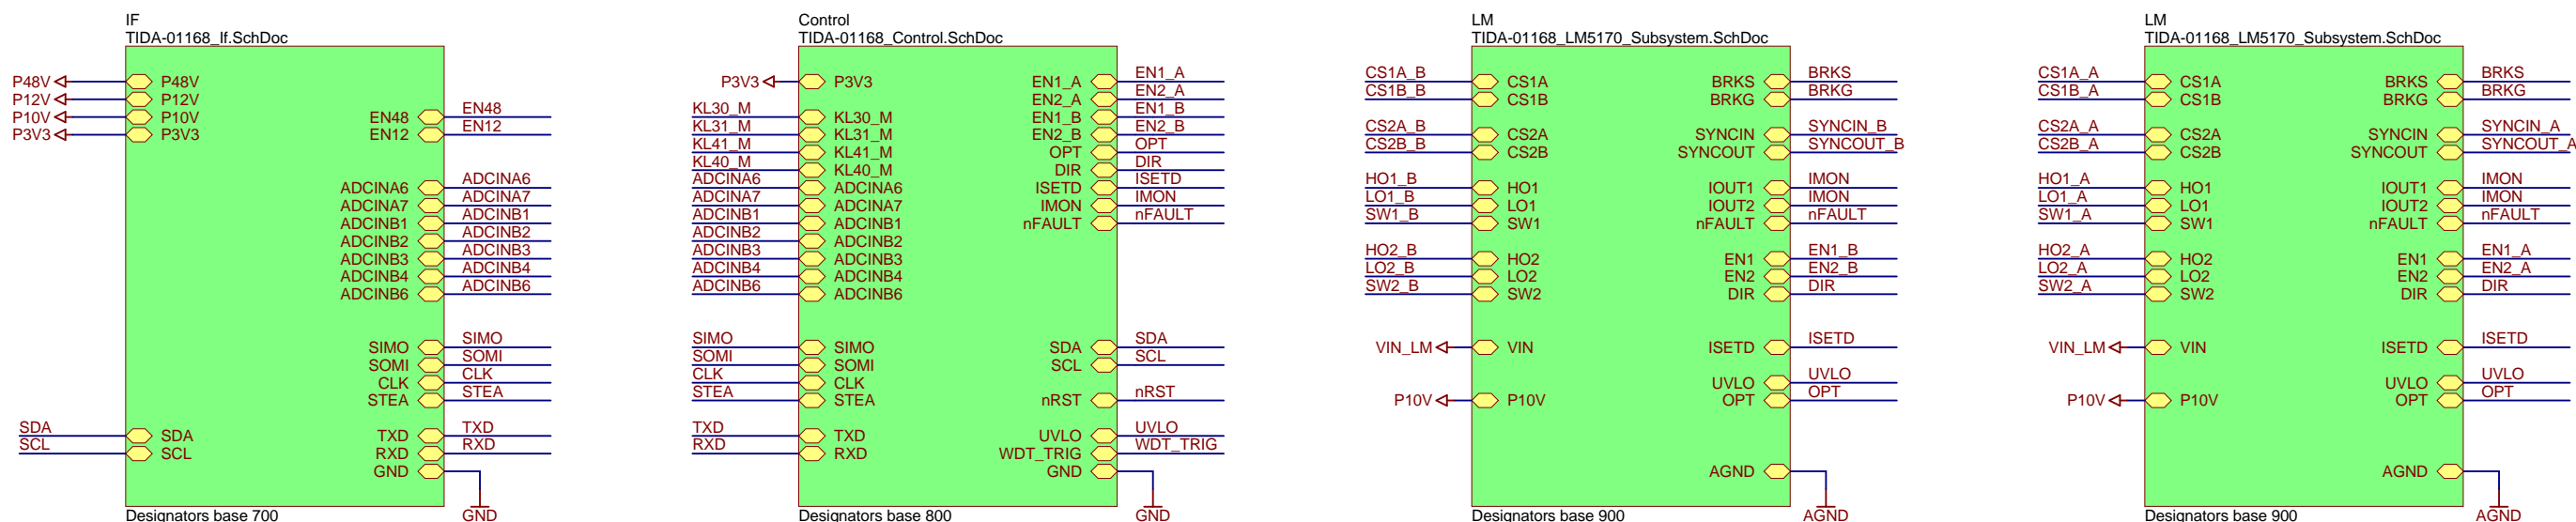 IF
TIDA-01168_If.SchDoc
P48V P48V
P12V P12V
P10V P10V EN48 EN48
P3V3 P3V3 EN12 EN12
ADCINA6 ADCINA6
ADCINA7 ADCINA7
ADCINB1 ADCINB1
ADCINB2 ADCINB2
ADCINB3 ADCINB3
ADCINB4 ADCINB4
ADCINB6 ADCINB6
SIMO SIMO
SOMI SOMI
CLK CLK
STEA STEA
SDA SDA TXD TXD
SCL SCL RXD RXD
GND
Designators base 700 GND
Control
TIDA-01168_Control.SchDoc
P3V3 P3V3 EN1_A EN1_A
EN2_A EN2_A
KL30_M KL30_M EN1_B EN1_B
KL31_M KL31_M EN2_B EN2_B
KL41_M KL41_M OPT OPT
KL40_M KL40_M DIR DIR
ADCINA6 ADCINA6 ISETD ISETD
ADCINA7 ADCINA7 IMON IMON
ADCINB1 ADCINB1 nFAULT nFAULT
ADCINB2 ADCINB2
ADCINB3 ADCINB3
ADCINB4 ADCINB4
ADCINB6 ADCINB6
SIMO SIMO SDA SDA
SOMI SOMI SCL SCL
CLK CLK
STEA STEA nRST nRST
TXD TXD UVLO UVLO
RXD RXD WDT_TRIG WDT_TRIG
GND
Designators base 800 GND
LM
TIDA-01168_LM5170_Subsystem.SchDoc
CS1A_B CS1A BRKS BRKS
CS1B_B CS1B BRKG BRKG
CS2A_B CS2A SYNCIN SYNCIN_B
CS2B_B CS2B SYNCOUT SYNCOUT_B
HO1_B HO1 IOUT1 IMON
LO1_B LO1 IOUT2 IMON
SW1_B SW1 nFAULT nFAULT
HO2_B HO2 EN1 EN1_B
LO2_B LO2 EN2 EN2_B
SW2_B SW2 DIR DIR
VIN_LM VIN ISETD ISETD
UVLO UVLO
P10V P10V OPT OPT
AGND
Designators base 900 AGND
LM
TIDA-01168_LM5170_Subsystem.SchDoc
CS1A_A CS1A BRKS BRKS
CS1B_A CS1B BRKG BRKG
CS2A_A CS2A SYNCIN SYNCIN_A
CS2B_A CS2B SYNCOUT SYNCOUT_A
HO1_A HO1 IOUT1 IMON
LO1_A LO1 IOUT2 IMON
SW1_A SW1 nFAULT nFAULT
HO2_A HO2 EN1 EN1_A
LO2_A LO2 EN2 EN2_A
SW2_A SW2 DIR DIR
VIN_LM VIN ISETD ISETD
UVLO UVLO
P10V P10V OPT OPT
AGND
Designators base 900 AGND